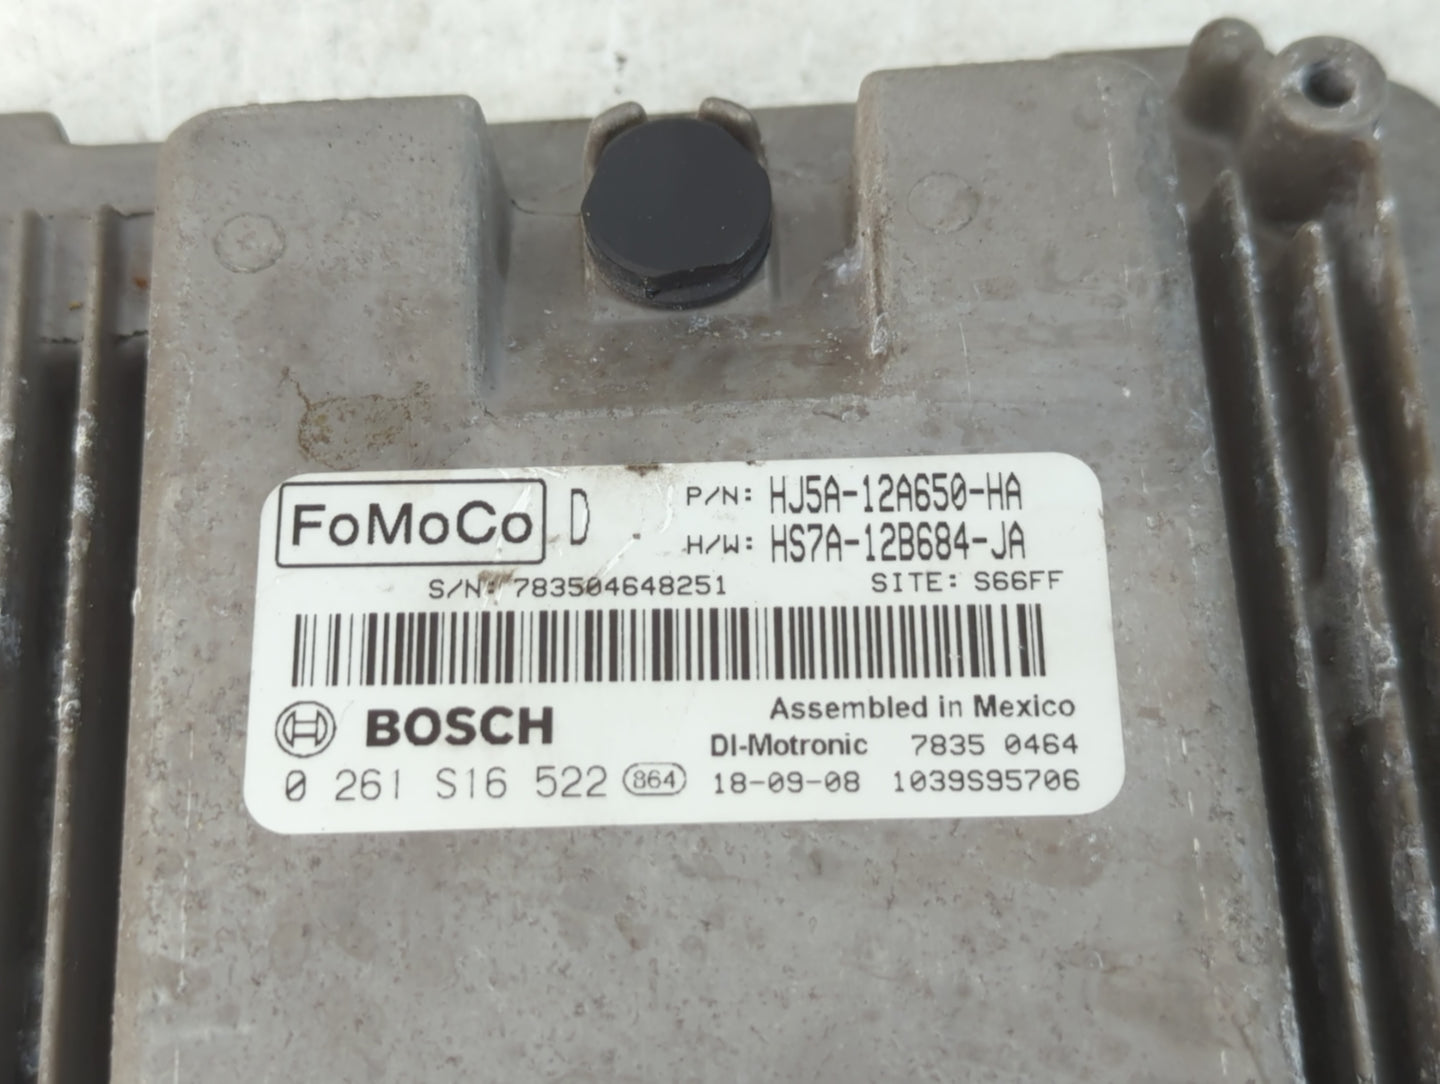 FoMoCo D P/N: HJ5A-12A650-HA
H/W: HS7A-12B684-JA
S/N: 783504648251 SITE: S66FF
BOSCH Assembled in Mexico
DI-Motronic 7835 0464
0 261 S16 522 864 18-09-08 1039S95706